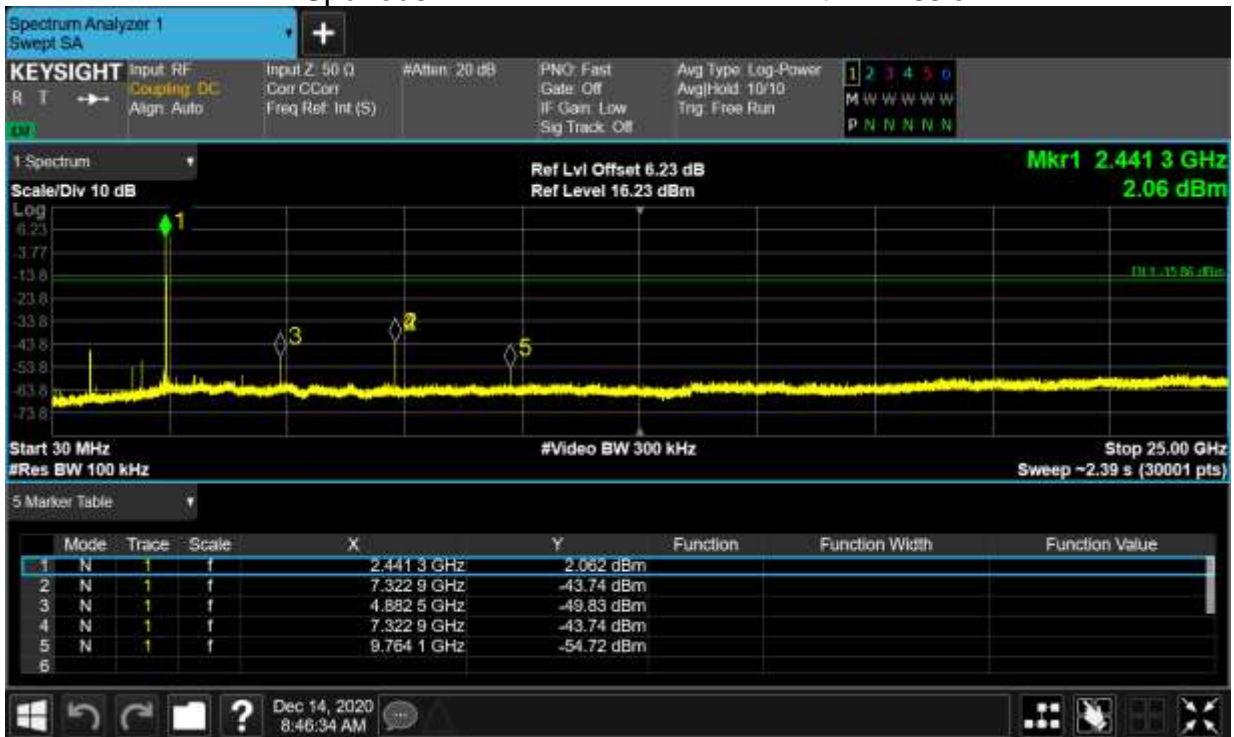 Spectrum Analyzer 1
Swept SA
+
KEYSIGHT
R T
Input: RF
Coupling: DC
Align: Auto
Input Z: 50 Ω
Corr CCorr
Freq Ref: Int (S)
#Atten: 20 dB
PNO: Fast
Gate: Off
IF Gain: Low
Sig Track: Off
Avg Type: Log-Power
Avg|Hold: 10/10
Trig: Free Run
1 2 3 4 5 6
M W W W W W
P N N N N N
1 Spectrum
Scale/Div 10 dB
Ref Lvl Offset 6.23 dB
Ref Level 16.23 dBm
Mkr1 2.441 3 GHz
2.06 dBm
Log
6.23
-3.77
-13.8
-23.8
-33.8
-43.8
-53.8
-63.8
-73.8
1
3
5
Start 30 MHz
#Res BW 100 kHz
#Video BW 300 kHz
Stop 25.00 GHz
Sweep ~2.39 s (30001 pts)
5 Marker Table
Mode Trace Scale X Y Function Function Width Function Value
1 N 1 f 2.441 3 GHz 2.062 dBm
2 N 1 f 7.322 9 GHz -43.74 dBm
3 N 1 f 4.882 5 GHz -49.83 dBm
4 N 1 f 7.322 9 GHz -43.74 dBm
5 N 1 f 9.764 1 GHz -54.72 dBm
6
?
Dec 14, 2020
8:46:34 AM